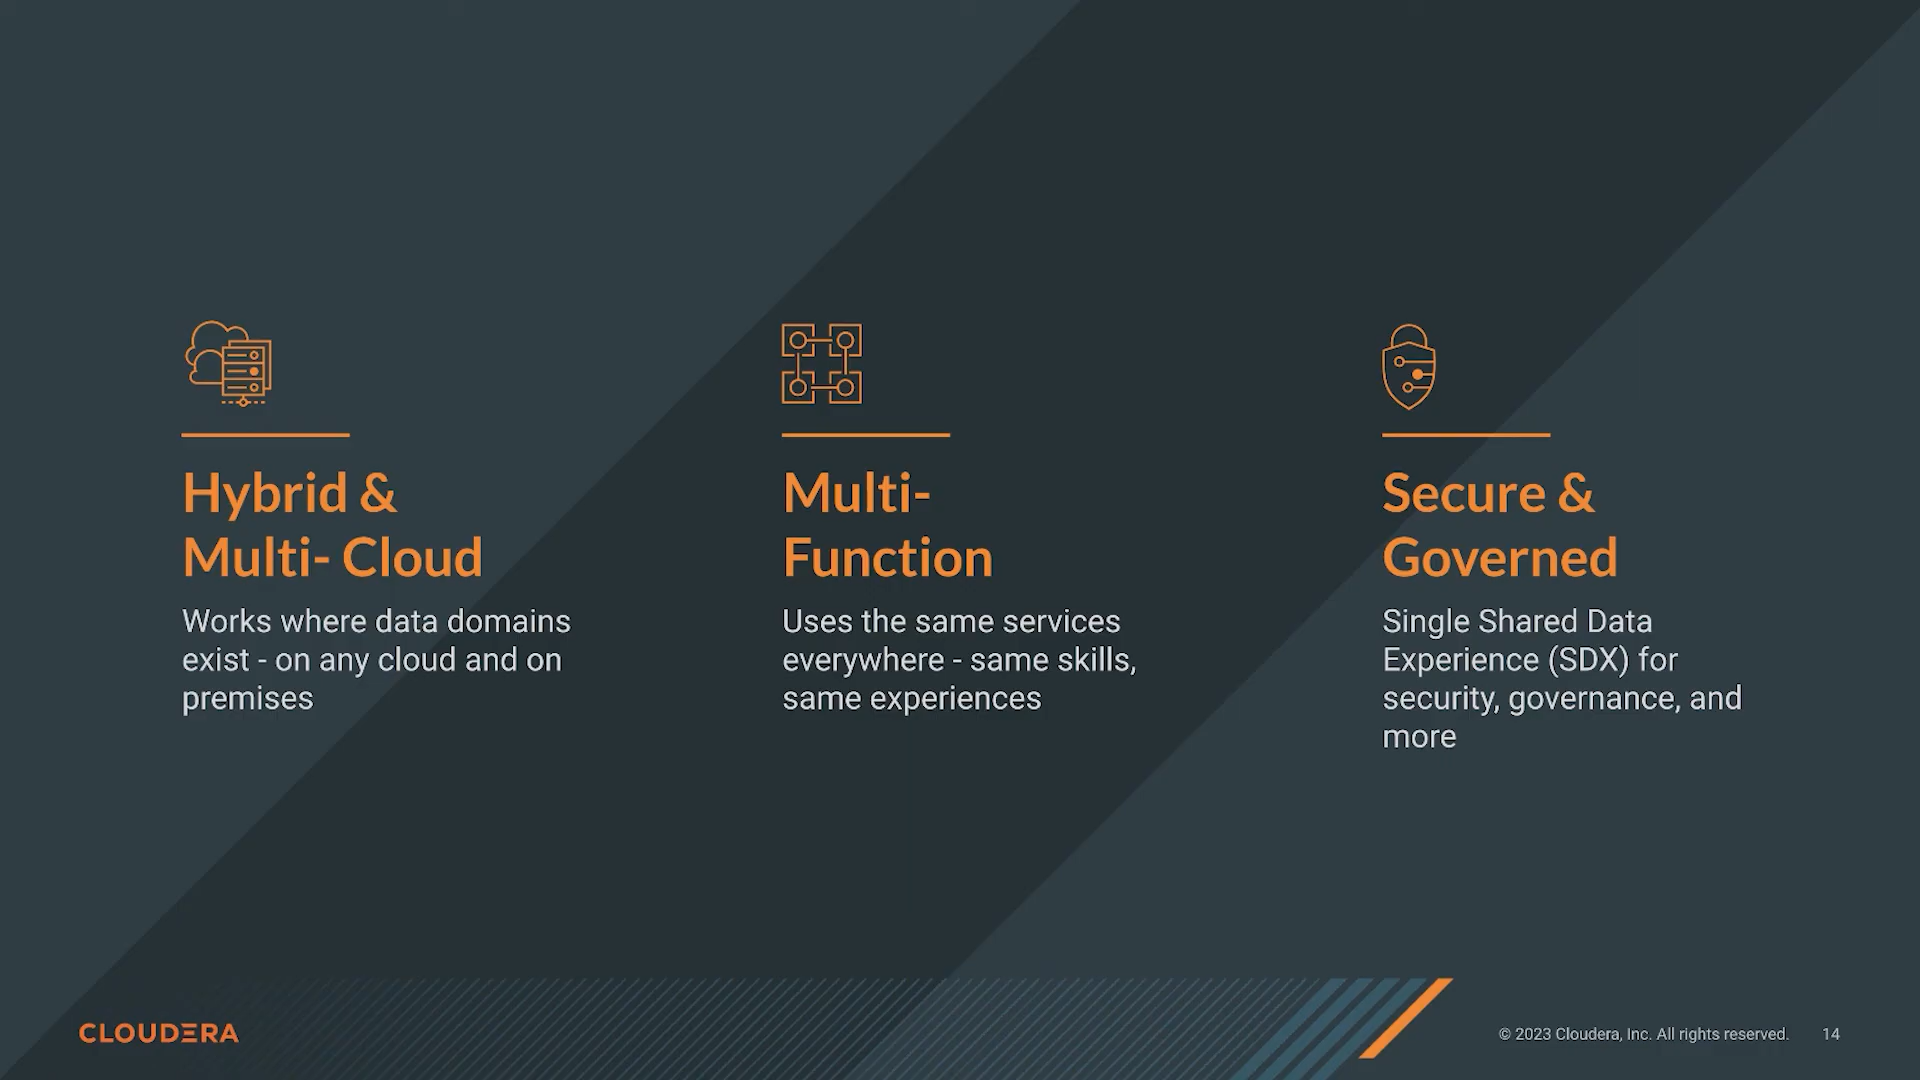 Hybrid &
Multi- Cloud
Works where data domains
exist - on any cloud and on
premises
Multi-
Function
Uses the same services
everywhere - same skills,
same experiences
Secure &
Governed
Single Shared Data
Experience (SDX) for
security, governance, and
more
CLOUDERA
© 2023 Cloudera, Inc. All rights reserved. 14